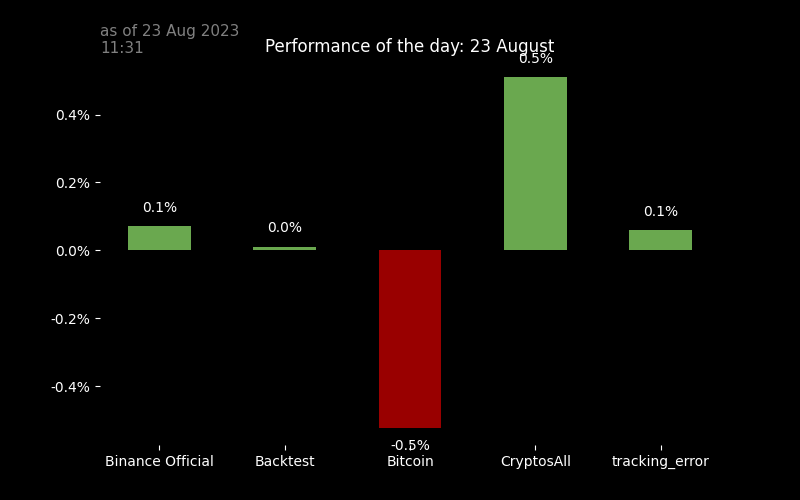 as of 23 Aug 2023
11:31
Performance of the day: 23 August
0.5%
0.4%
0.2%
0.1%
0.1%
0.0%
0.0%
-0.2%
-0.4%
-0.5%
Binance Official
Backtest
Bitcoin
CryptosAll
tracking_error